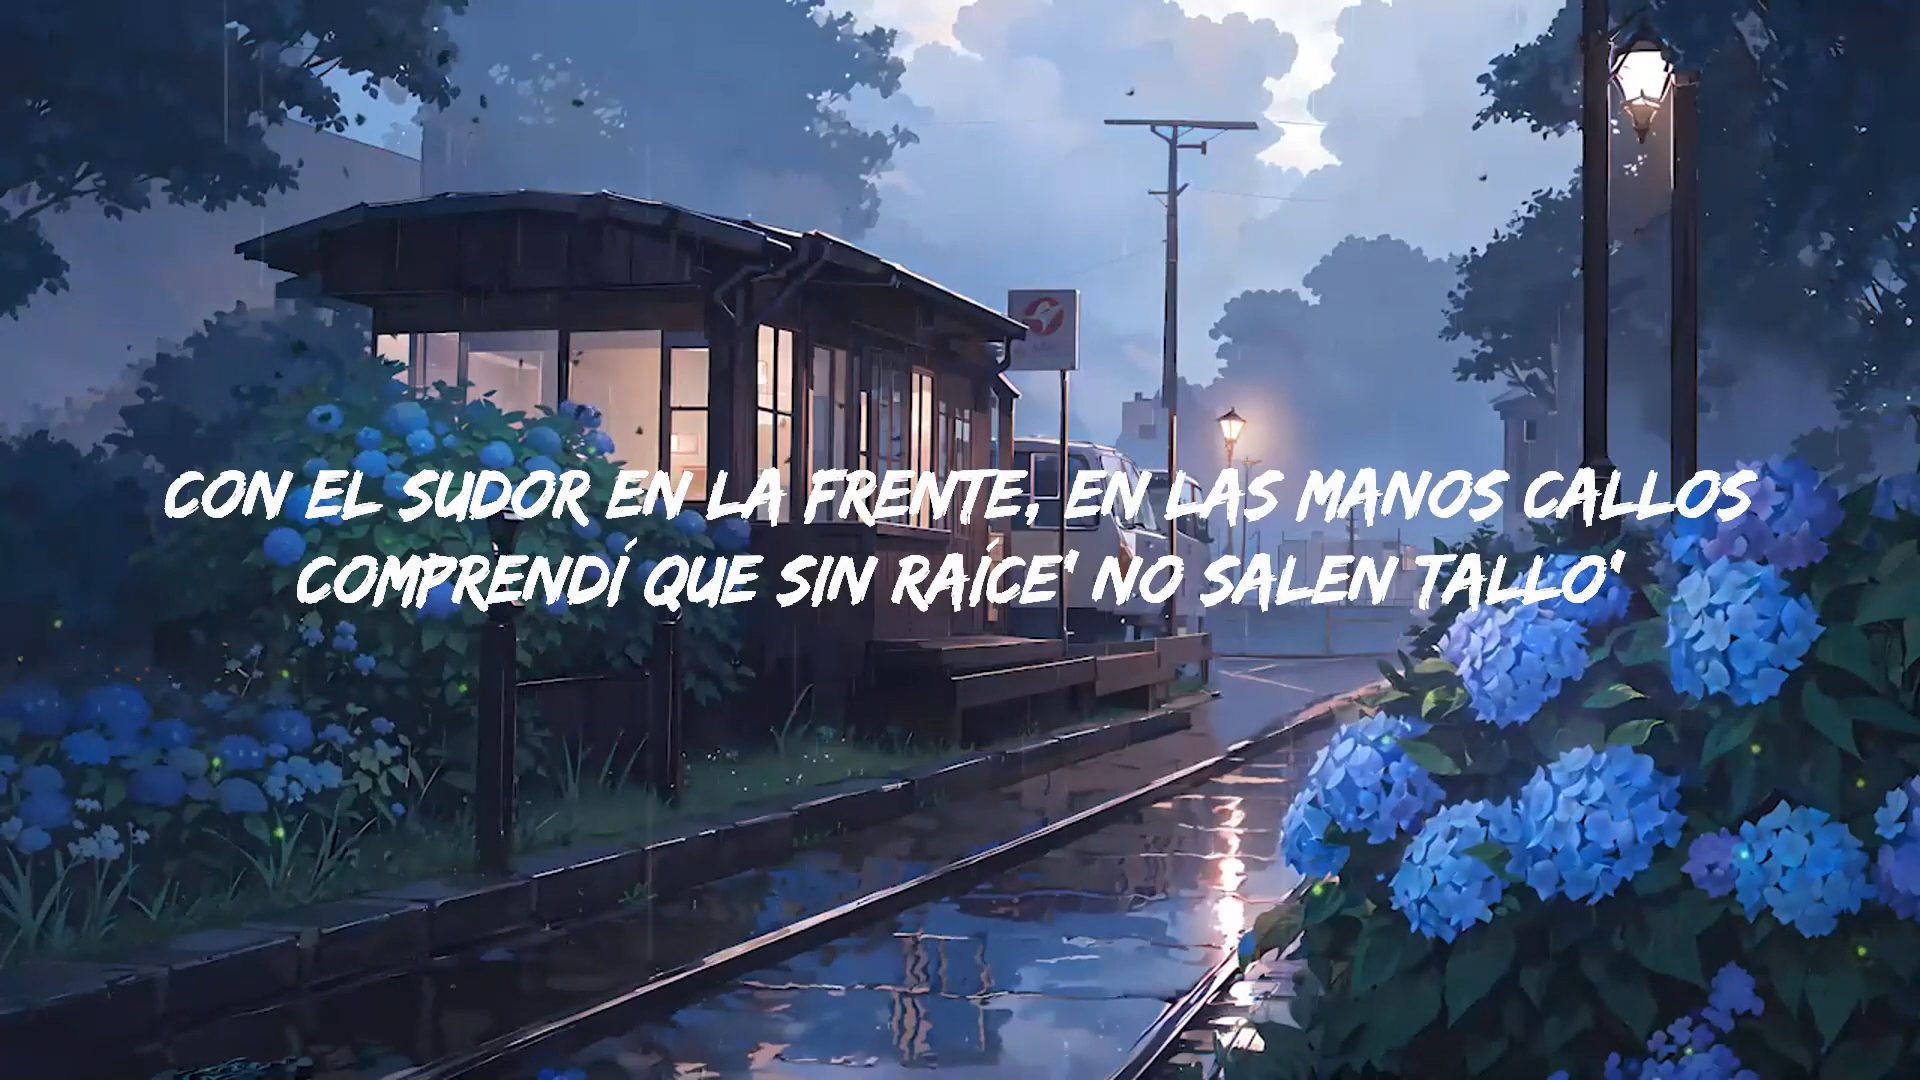 CON EL SUDOR EN LA FRENTE, EN LAS MANOS CALLOS
COMPRENDÍ QUE SIN RAÍCE' NO SALEN TALLO'